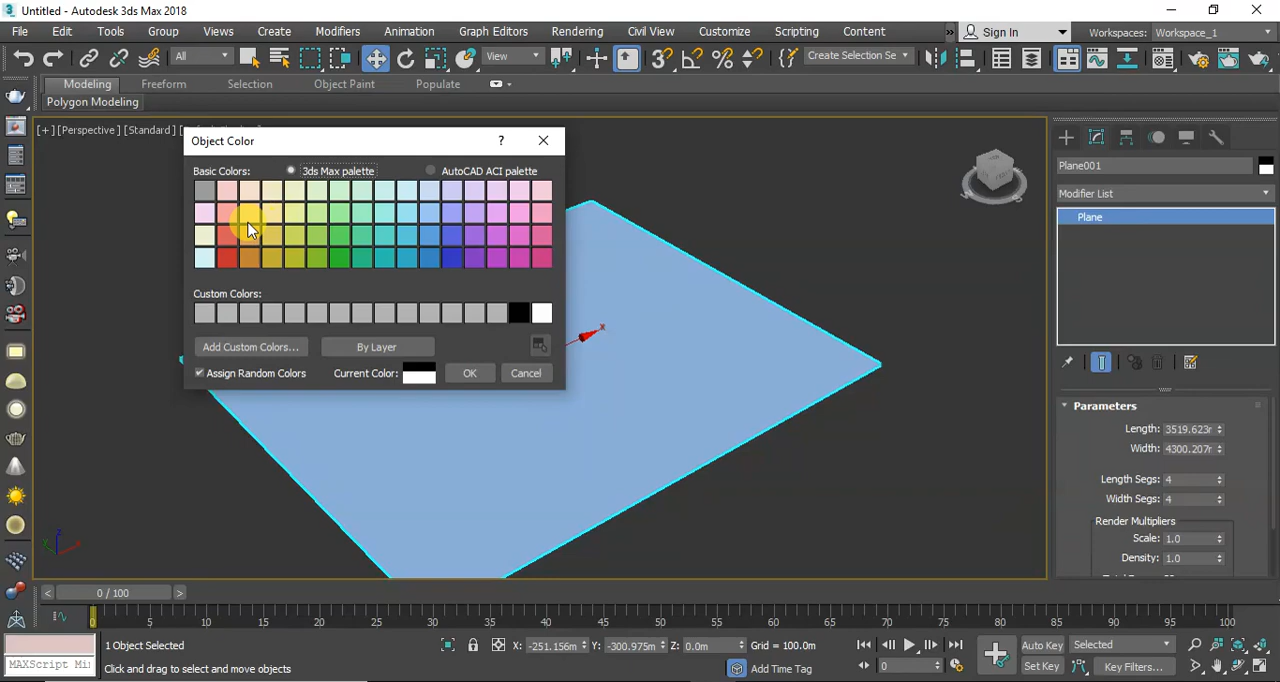 Untitled - Autodesk 3ds Max 2018
File Edit Tools Group Views Create Modifiers Animation Graph Editors Rendering Civil View Customize Scripting Content » Sign In Workspaces: Workspace_1
All View Create Selection Se
Modeling Freeform Selection Object Paint Populate
Polygon Modeling
[+] [Perspective] [Standard]
Object Color ?
Basic Colors: 3ds Max palette AutoCAD ACI palette
Custom Colors:
Add Custom Colors... By Layer
Assign Random Colors Current Color: OK Cancel
x
Plane001
Modifier List
Plane
Parameters
Length: 3519.623r
Width: 4300.207r
Length Segs: 4
Width Segs: 4
Render Multipliers
Scale: 1.0
Density: 1.0
< 0 / 100 >
0 5 10 15 20 25 30 35 40 45 50 55 60 65 70 75 80 85 90 95 100
1 Object Selected X: -251.156m Y: -300.975m Z: 0.0m Grid = 100.0m Auto Key Selected
MAXScript Mi Click and drag to select and move objects Add Time Tag 0 Set Key Key Filters...